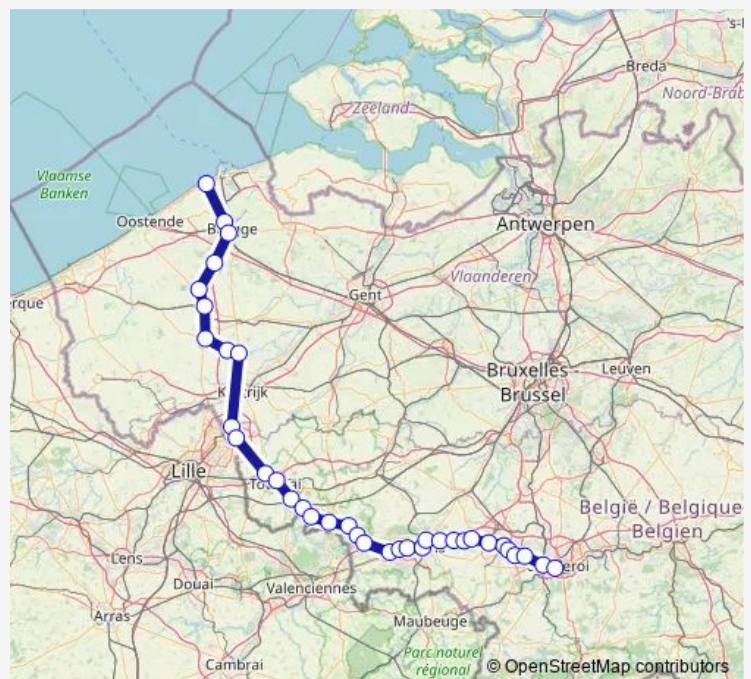 's-
Breda
Noord-Brab
Zeeland
Vlaamse
Banken
Oostende
Antwerpen
Gent
Vlaanderen
erque
Bruxelles
Brussel
Leuven
Lille
België / Belgique
Belgien
Lens
Douai
Valenciennes
eroi
Arras
Maubeuge
Parc naturel
régional
Cambrai
© OpenStreetMap contributors